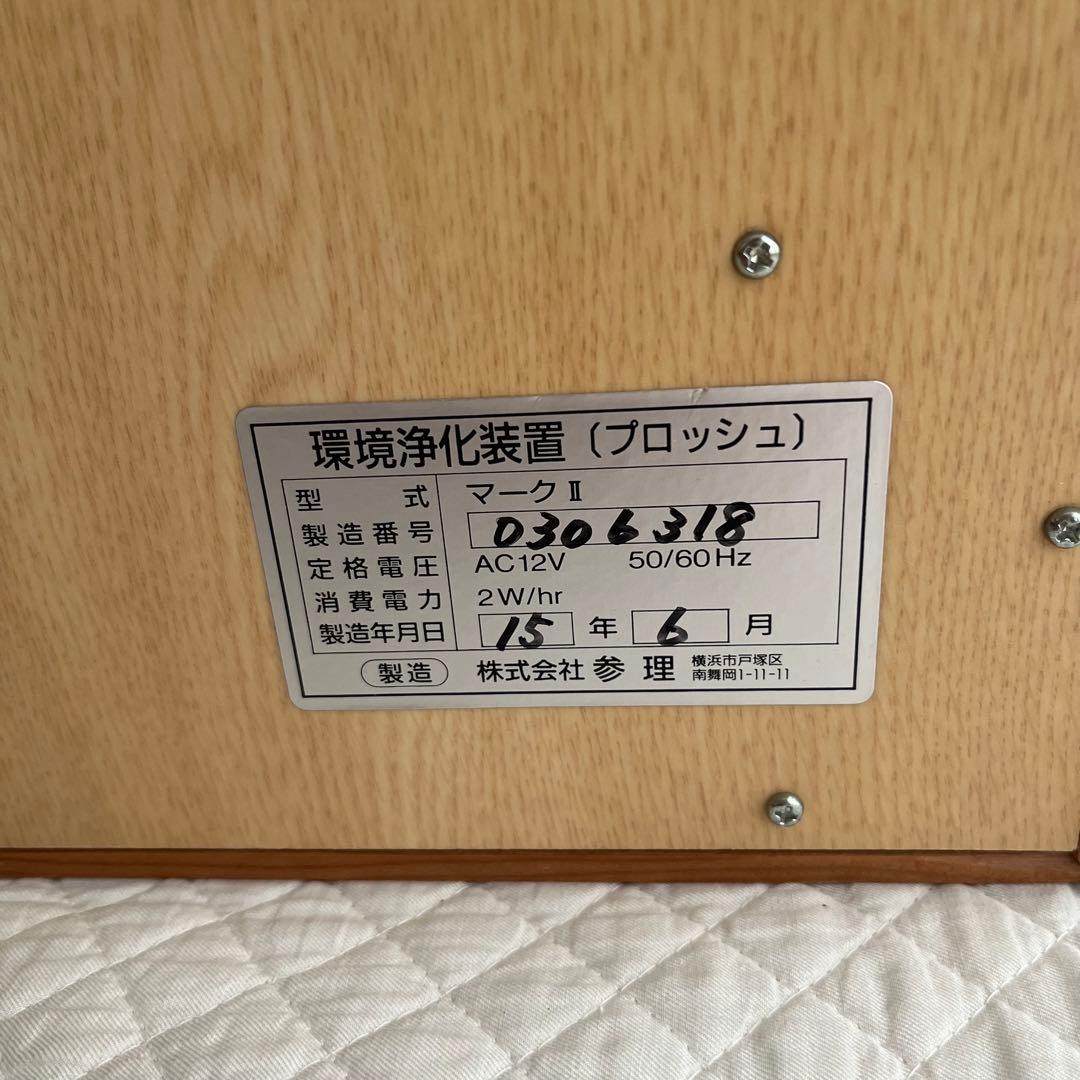 環境浄化装置〔プロッシュ〕
型式 マークⅡ
製造番号 0306318
定格電圧 AC12V 50/60Hz
消費電力 2W/hr
製造年月日 15年6月
製造 株式会社 参理 横浜市戸塚区
南舞岡1-11-11